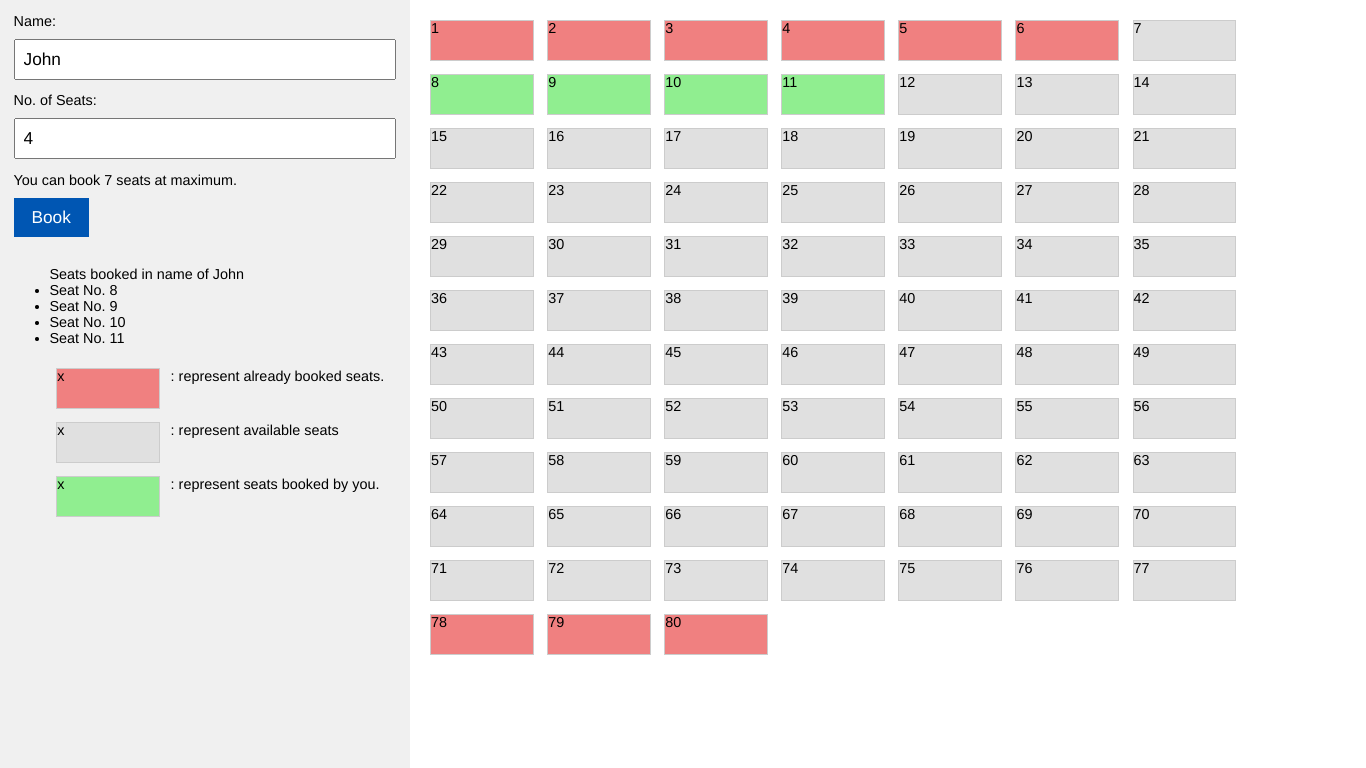 Name:
John
No. of Seats:
4
You can book 7 seats at maximum.
Book
Seats booked in name of John
Seat No. 8
Seat No. 9
Seat No. 10
Seat No. 11
x : represent already booked seats.
x : represent available seats
x : represent seats booked by you.
1 2 3 4 5 6 7
8 9 10 11 12 13 14
15 16 17 18 19 20 21
22 23 24 25 26 27 28
29 30 31 32 33 34 35
36 37 38 39 40 41 42
43 44 45 46 47 48 49
50 51 52 53 54 55 56
57 58 59 60 61 62 63
64 65 66 67 68 69 70
71 72 73 74 75 76 77
78 79 80